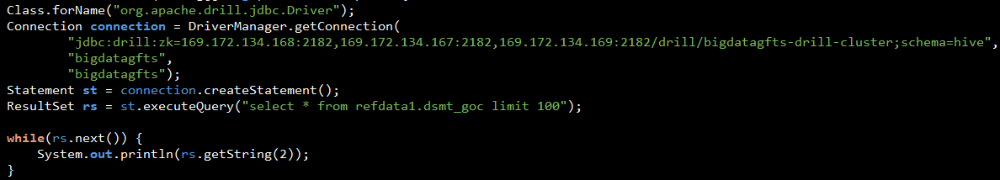 Class.forName("org.apache.drill.jdbc.Driver");
Connection connection = DriverManager.getConnection(
"jdbc:drill:zk=169.172.134.168:2182,169.172.134.167:2182,169.172.134.169:2182/drill/bigdatagfts-drill-cluster;schema=hive",
"bigdatagfts",
"bigdatagfts");
Statement st = connection.createStatement();
ResultSet rs = st.executeQuery("select * from refdata1.dsmt_goc limit 100");
while(rs.next()) {
System.out.println(rs.getString(2));
}